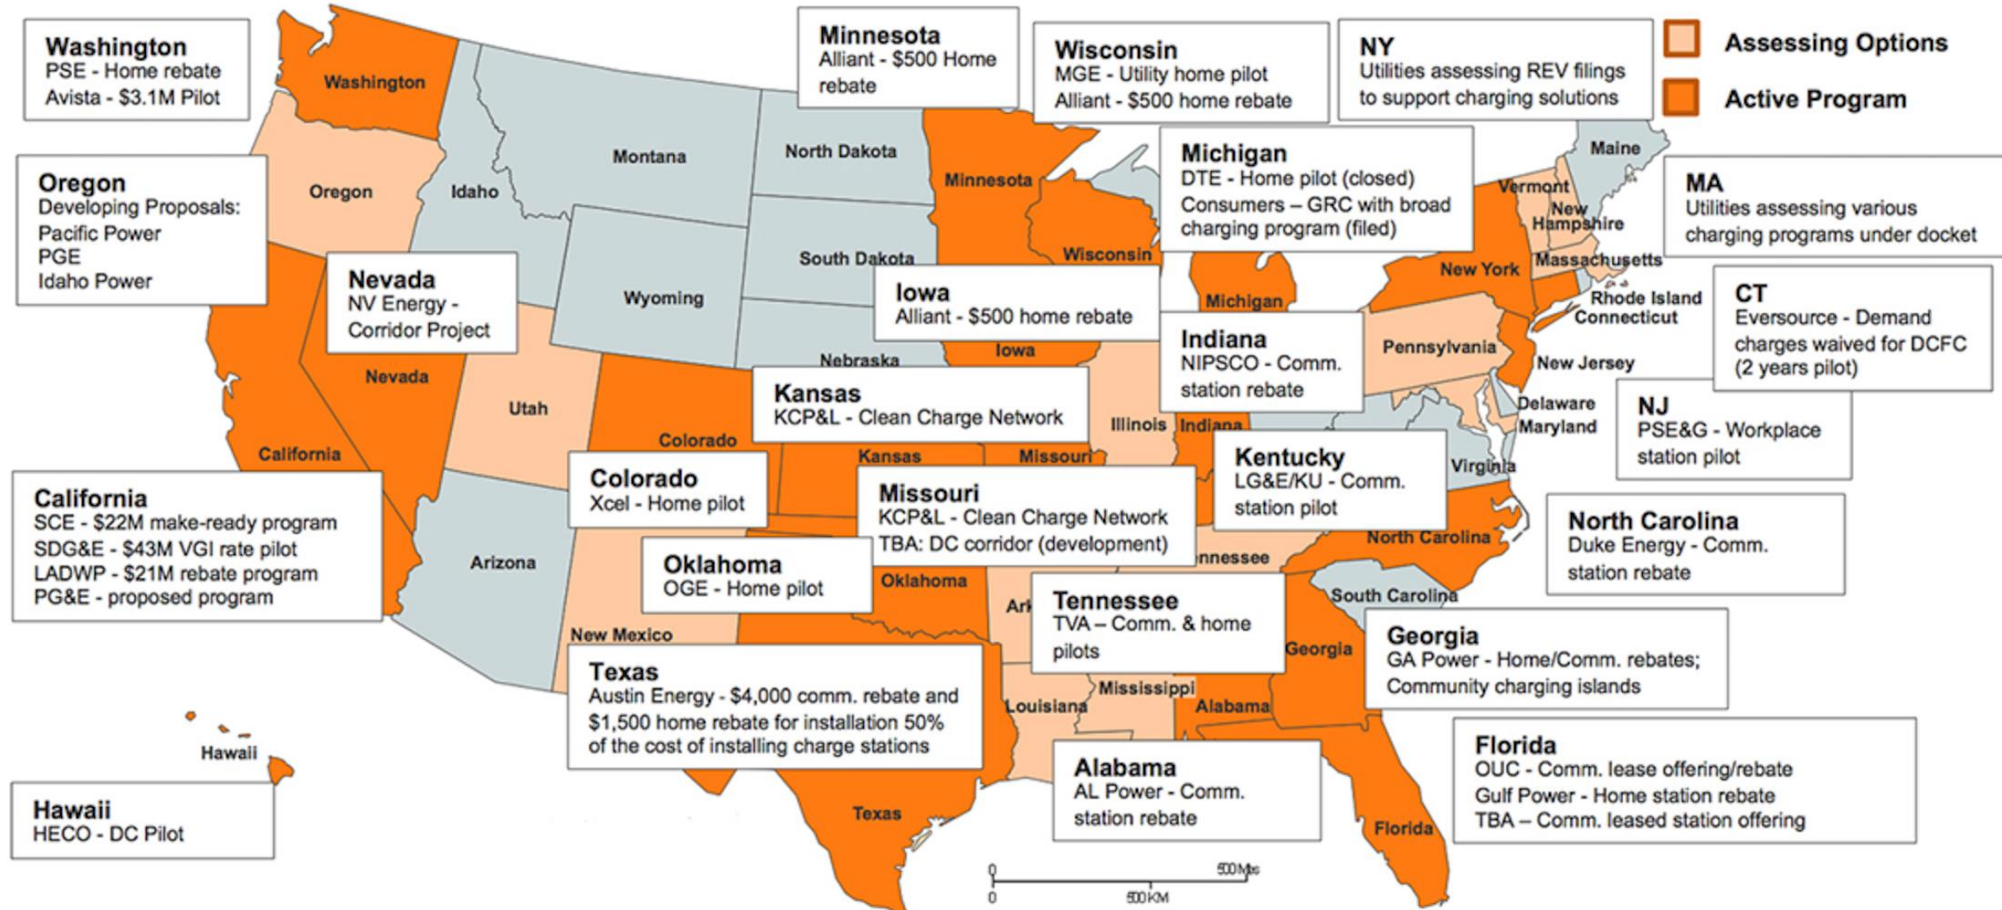 Washington
PSE - Home rebate
Avista - $3.1M Pilot
Minnesota
Alliant - $500 Home
rebate
Wisconsin
MGE - Utility home pilot
Alliant - $500 home rebate
NY
Utilities assessing REV filings
to support charging solutions
Assessing Options
Active Program
Oregon
Developing Proposals:
Pacific Power
PGE
Idaho Power
Michigan
DTE - Home pilot (closed)
Consumers – GRC with broad
charging program (filed)
MA
Utilities assessing various
charging programs under docket
Nevada
NV Energy -
Corridor Project
Iowa
Alliant - $500 home rebate
Indiana
NIPSCO - Comm.
station rebate
CT
Eversource - Demand
charges waived for DCFC
(2 years pilot)
Kansas
KCP&L - Clean Charge Network
NJ
PSE&G - Workplace
station pilot
California
SCE - $22M make-ready program
SDG&E - $43M VGI rate pilot
LADWP - $21M rebate program
PG&E - proposed program
Colorado
Xcel - Home pilot
Missouri
KCP&L - Clean Charge Network
TBA: DC corridor (development)
Kentucky
LG&E/KU - Comm.
station pilot
North Carolina
Duke Energy - Comm.
station rebate
Oklahoma
OGE - Home pilot
Tennessee
TVA – Comm. & home
pilots
Georgia
GA Power - Home/Comm. rebates;
Community charging islands
Texas
Austin Energy - $4,000 comm. rebate and
$1,500 home rebate for installation 50%
of the cost of installing charge stations
Alabama
AL Power - Comm.
station rebate
Florida
OUC - Comm. lease offering/rebate
Gulf Power - Home station rebate
TBA – Comm. leased station offering
Hawaii
HECO - DC Pilot
Washington
Montana
North Dakota
Minnesota
Maine
Oregon
Idaho
Vermont
New
Hampshire
South Dakota
Wisconsin
Massachusetts
New York
Wyoming
Michigan
Rhode Island
Connecticut
Nebraska
Iowa
Pennsylvania
New Jersey
Nevada
Utah
Illinois
Indiana
Delaware
Maryland
Colorado
California
Kansas
Missouri
Virginia
Arizona
Oklahoma
nnessee
North Carolina
New Mexico
Ark
South Carolina
Georgia
Louisiana
Mississippi
Alabama
Hawaii
Texas
Florida
0
500 Mls
0
500 KM